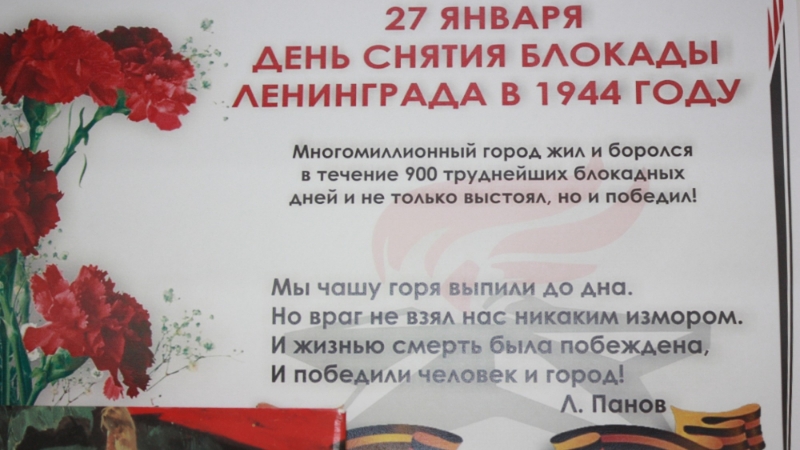 27 ЯНВАРЯ
ДЕНЬ СНЯТИЯ БЛОКАДЫ
ЛЕНИНГРАДА В 1944 ГОДУ
Многомиллионный город жил и боролся
в течение 900 труднейших блокадных
дней и не только выстоял, но и победил!
Мы чашу горя выпили до дна.
Но враг не взял нас никаким измором.
И жизнью смерть была побеждена,
И победили человек и город!
Л. Панов